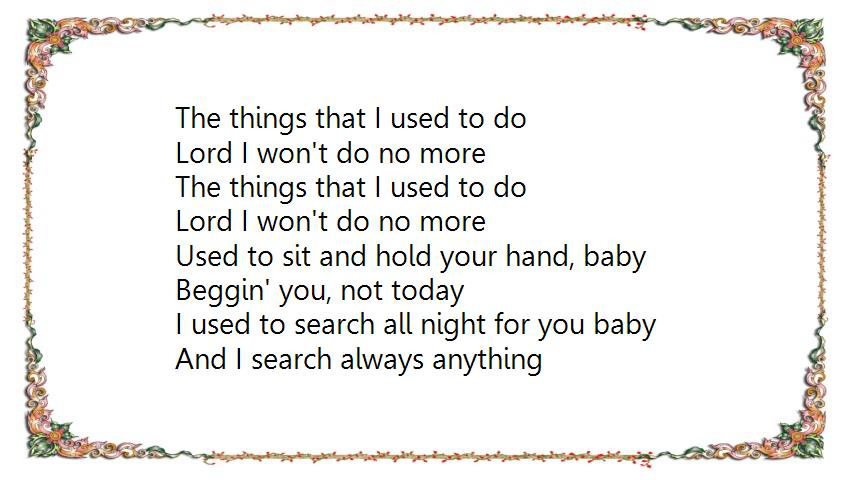 The things that I used to do
Lord I won't do no more
The things that I used to do
Lord I won't do no more
Used to sit and hold your hand, baby
Beggin' you, not today
I used to search all night for you baby
And I search always anything